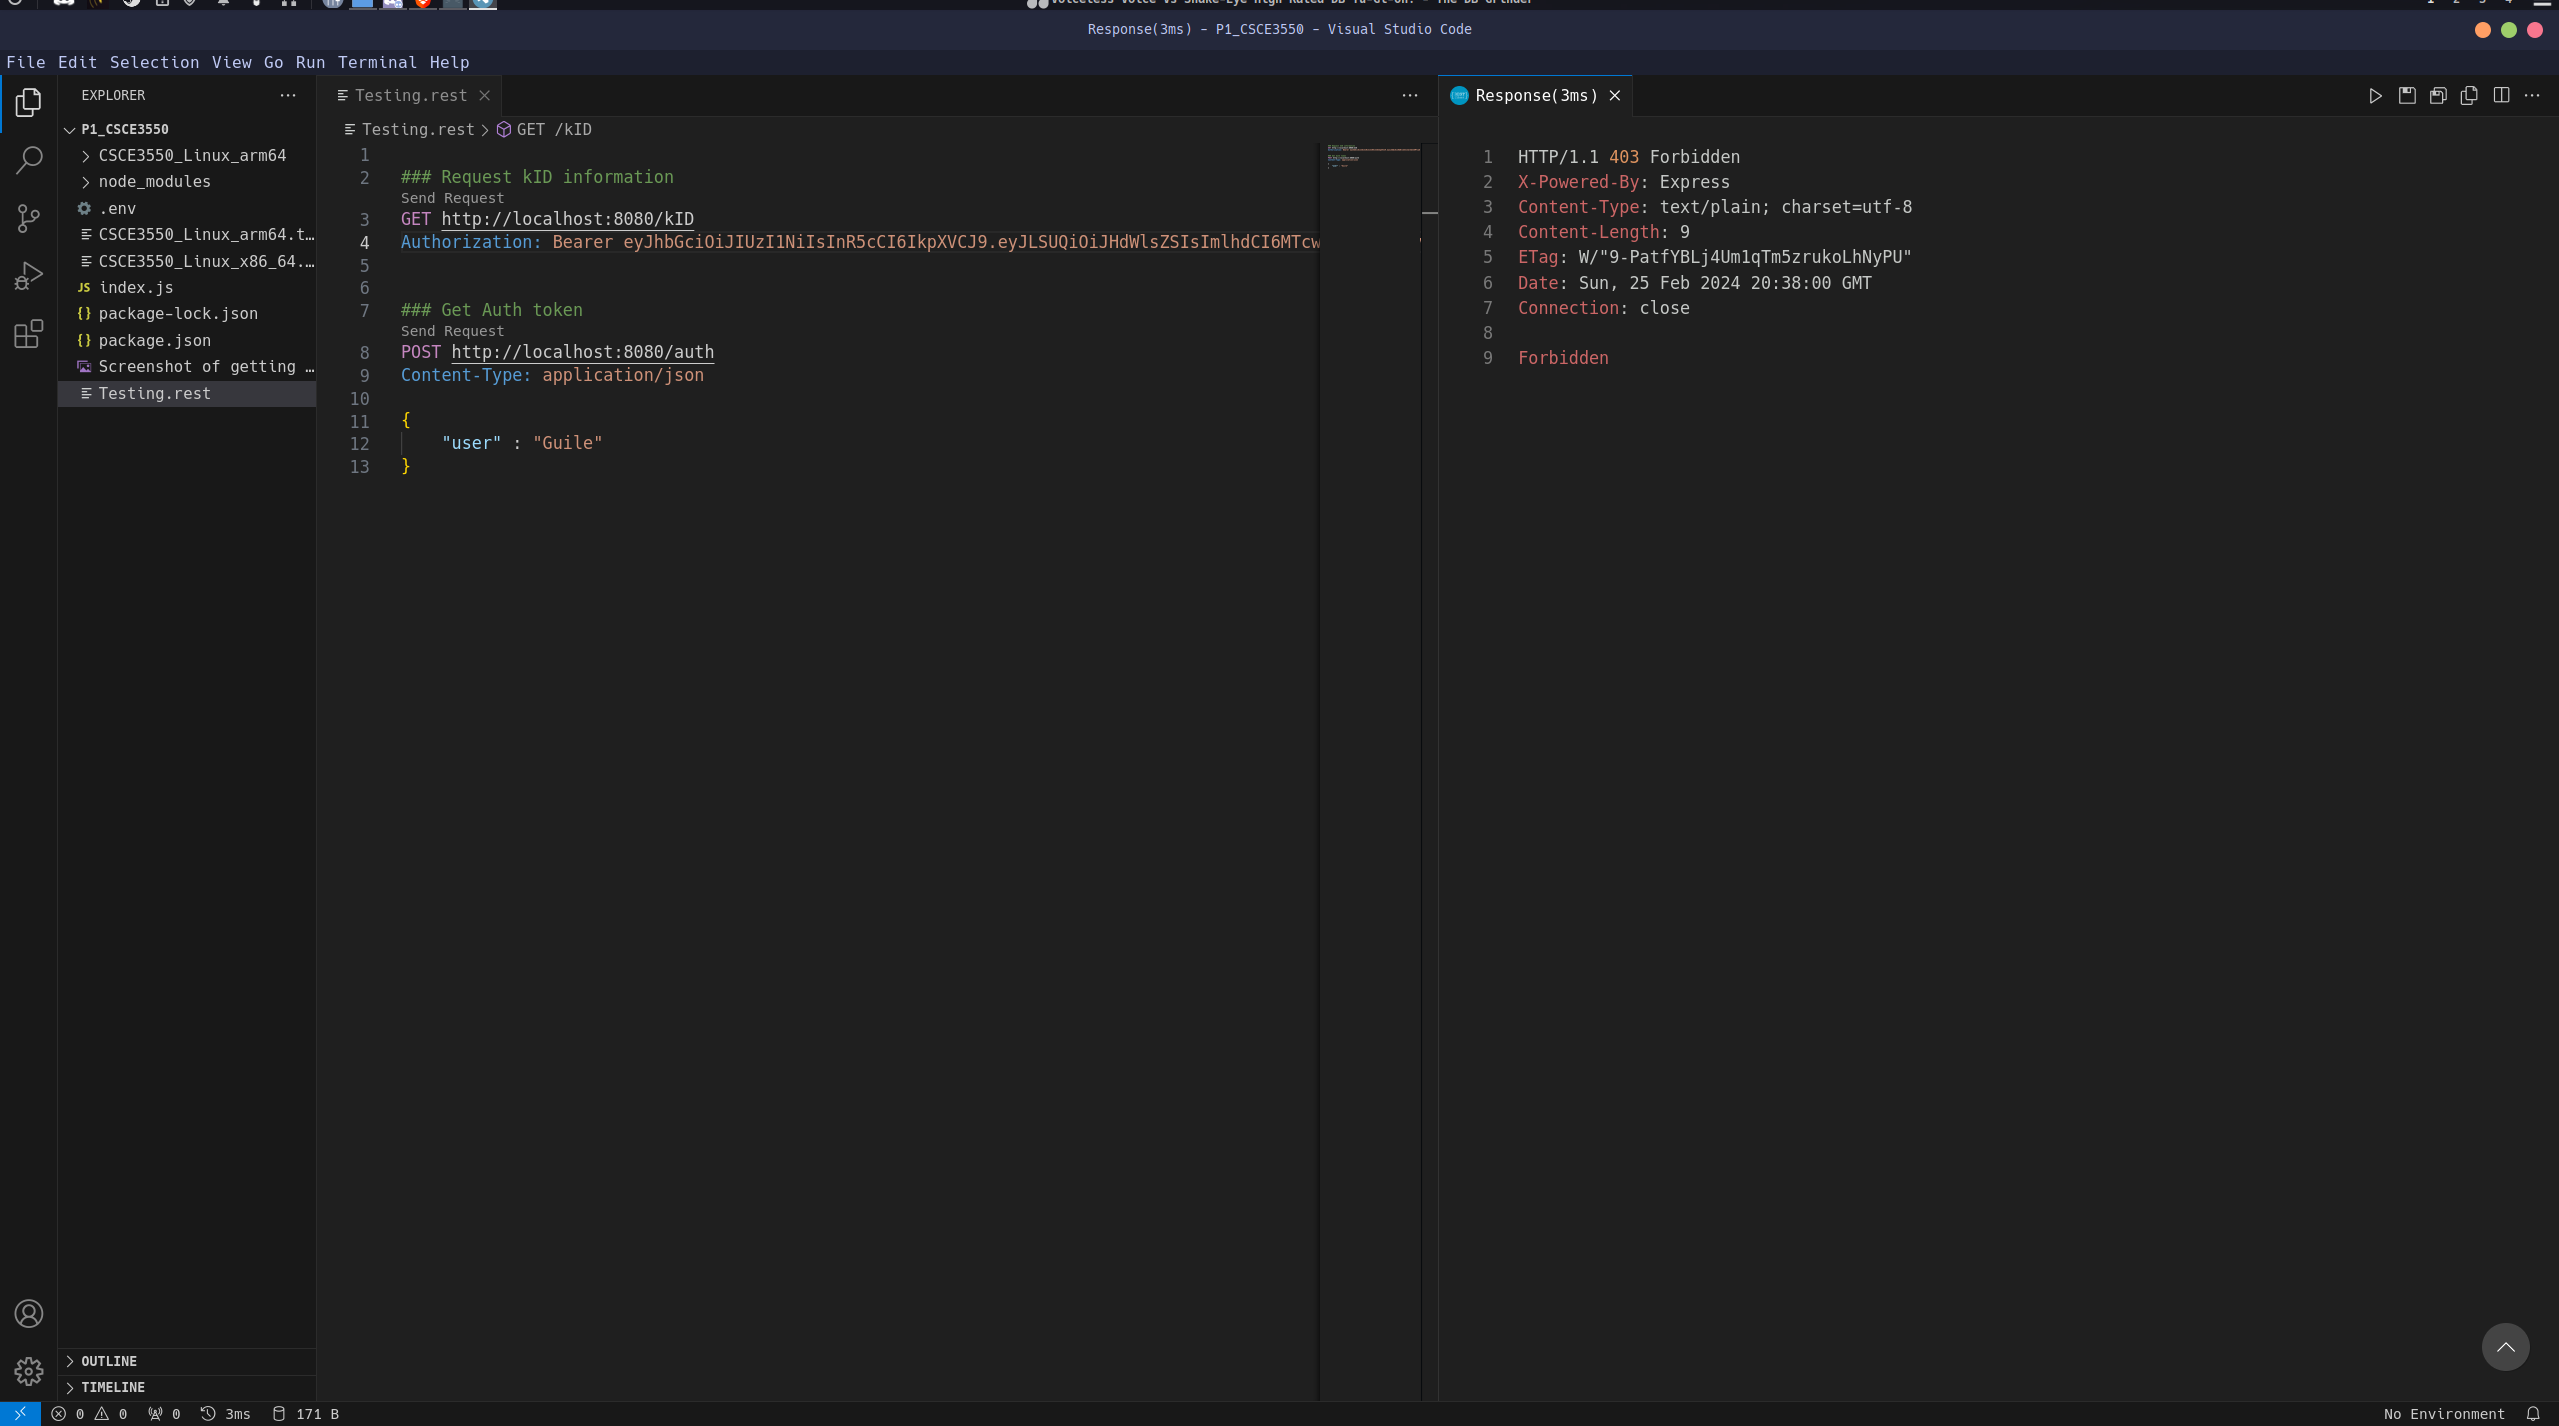 1 2 3 4
Response(3ms) - P1_CSCE3550 - Visual Studio Code
File Edit Selection View Go Run Terminal Help
EXPLORER
P1_CSCE3550
CSCE3550_Linux_arm64
node_modules
.env
CSCE3550_Linux_arm64.t…
CSCE3550_Linux_x86_64.…
JS index.js
{} package-lock.json
{} package.json
Screenshot of getting …
Testing.rest
OUTLINE
TIMELINE
Testing.rest
Testing.rest > GET /kID
1
2 ### Request kID information
Send Request
3 GET http://localhost:8080/kID
4 Authorization: Bearer eyJhbGciOiJIUzI1NiIsInR5cCI6IkpXVCJ9.eyJLSUQiOiJHdWlsZSIsImlhdCI6MTcw
5
6
7 ### Get Auth token
Send Request
8 POST http://localhost:8080/auth
9 Content-Type: application/json
10
11 {
12 "user" : "Guile"
13 }
Response(3ms)
1 HTTP/1.1 403 Forbidden
2 X-Powered-By: Express
3 Content-Type: text/plain; charset=utf-8
4 Content-Length: 9
5 ETag: W/"9-PatfYBLj4Um1qTm5zrukoLhNyPU"
6 Date: Sun, 25 Feb 2024 20:38:00 GMT
7 Connection: close
8
9 Forbidden
0 0 0 3ms 171 B
No Environment